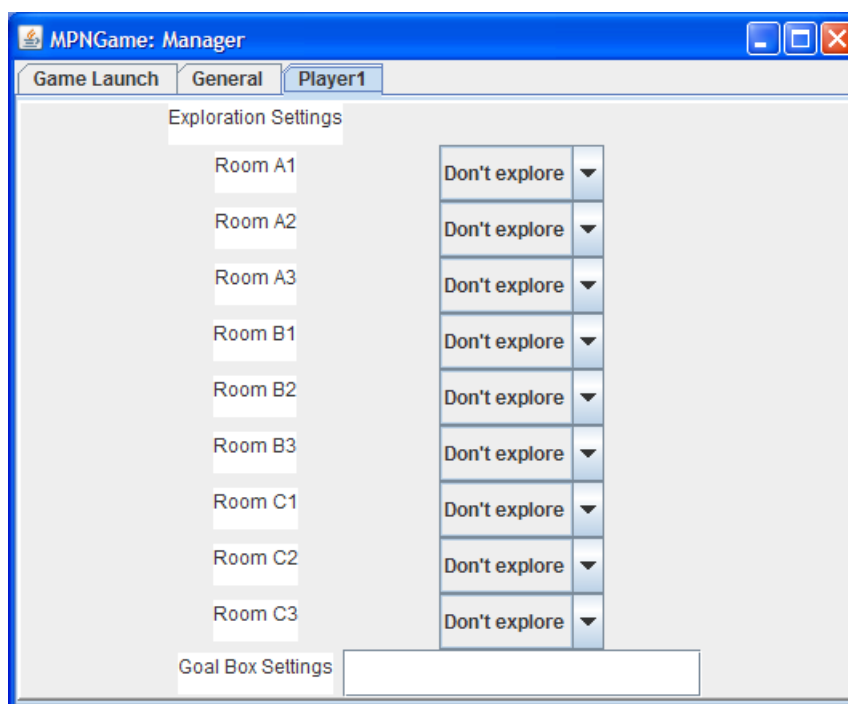 MPNGame: Manager
Game Launch General Player1
Exploration Settings
Room A1 Don't explore
Room A2 Don't explore
Room A3 Don't explore
Room B1 Don't explore
Room B2 Don't explore
Room B3 Don't explore
Room C1 Don't explore
Room C2 Don't explore
Room C3 Don't explore
Goal Box Settings